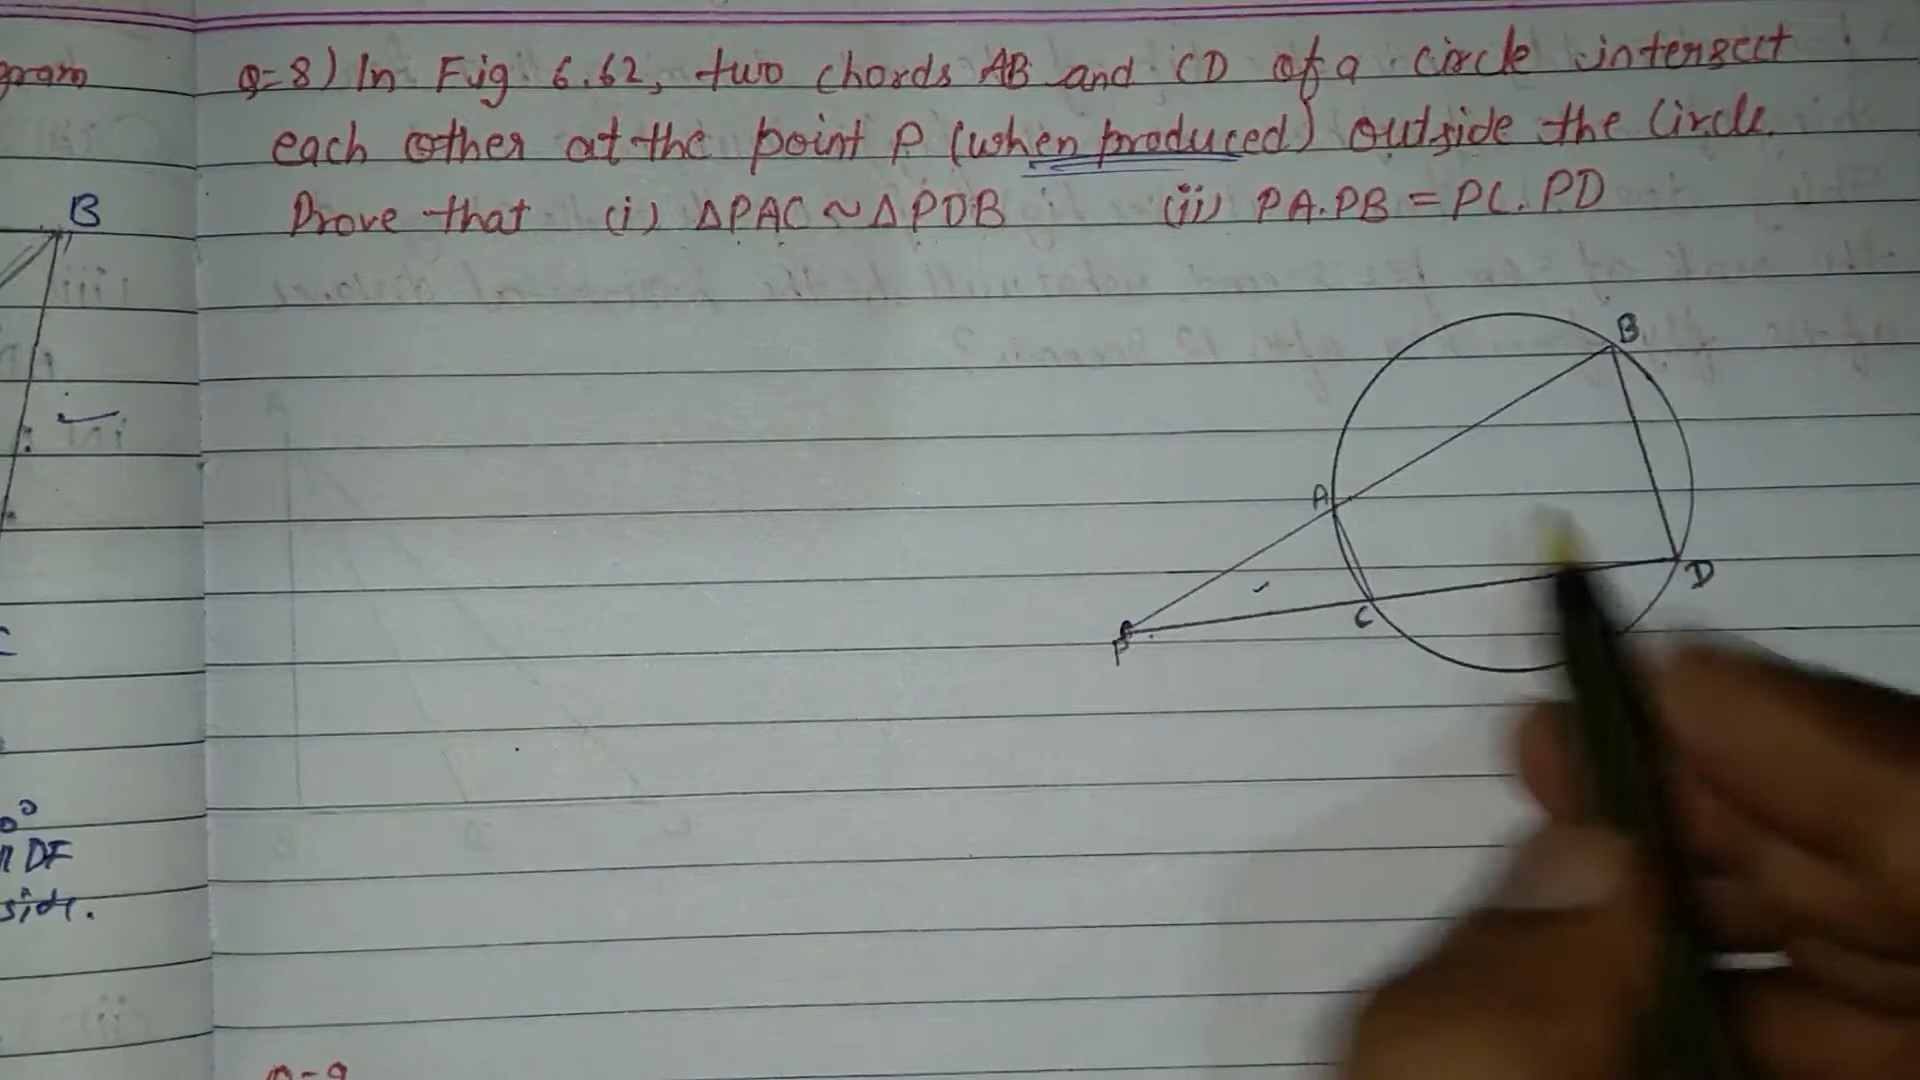 Q=8) In Fig 6.62, two chords AB and CD of a circle intersect
each other at the point P (when produced) outside the circle.
Prove that (i) ΔPAC ~ ΔPDB (ii) PA.PB = PC.PD
B
B
A
D
C
P
DF
side.